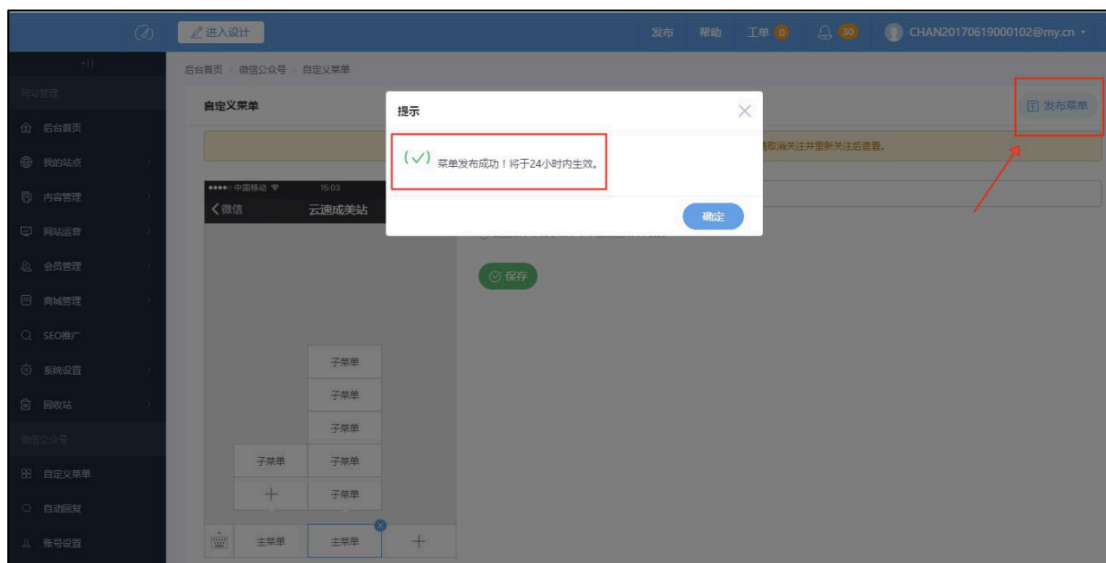 进入设计
发布 帮助 工单 0 30 CHAN20170619000102@my.cn
网站管理
后台首页
我的站点
内容管理
网站运营
会员管理
商城管理
SEO推广
系统设置
回收站
微信公众号
自定义菜单
自动回复
账号设置
后台首页 > 微信公众号 > 自定义菜单
自定义菜单
发布菜单
取消关注并重新关注后查看。
提示
菜单发布成功！将于24小时内生效。
确定
中国移动 15:03
微信 云速成美站
保存
子菜单
子菜单
子菜单
子菜单 子菜单
子菜单
主菜单 主菜单